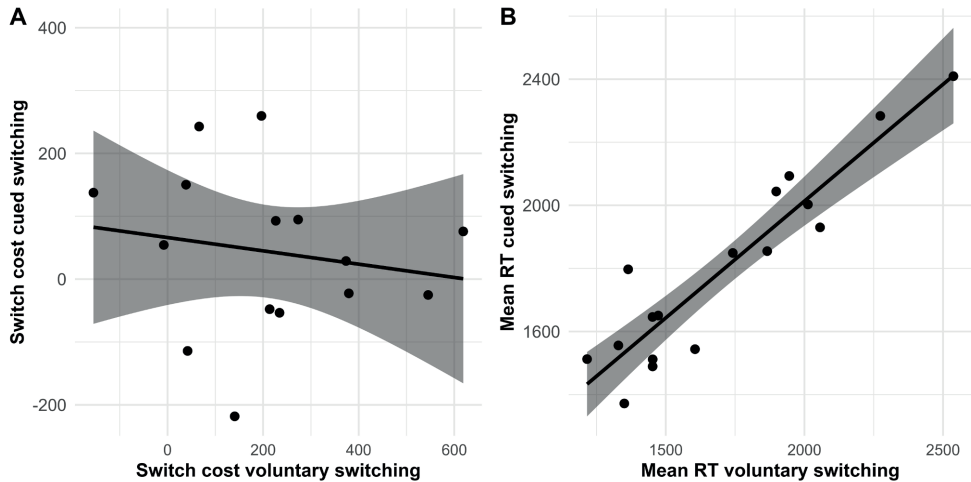 A
Switch cost cued switching
400
200
0
-200
0
200
400
600
Switch cost voluntary switching
B
Mean RT cued switching
2400
2000
1600
1500
2000
2500
Mean RT voluntary switching